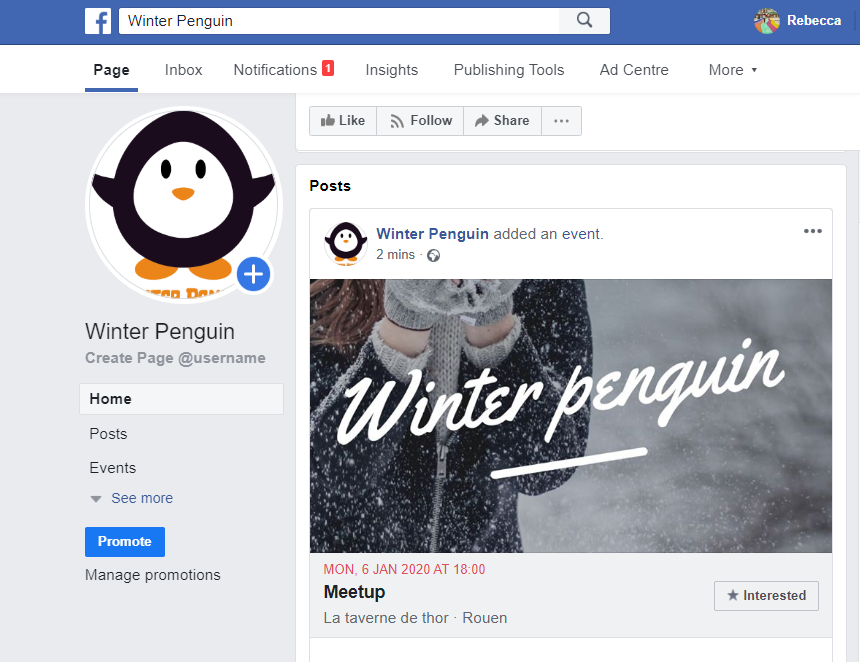 Winter Penguin
Rebecca
Page
Inbox
Notifications 1
Insights
Publishing Tools
Ad Centre
More
Like
Follow
Share
Posts
Winter Penguin added an event.
2 mins ·
Winter penguin
MON, 6 JAN 2020 AT 18:00
Meetup
La taverne de thor · Rouen
Interested
Winter Penguin
Create Page @username
Home
Posts
Events
See more
Promote
Manage promotions